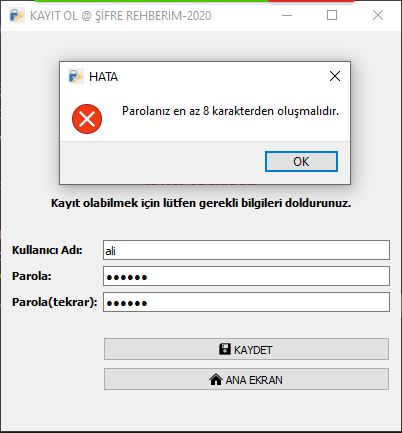 KAYIT OL @ ŞİFRE REHBERİM-2020
HATA
Parolanız en az 8 karakterden oluşmalıdır.
OK
Kayıt olabilmek için lütfen gerekli bilgileri doldurunuz.
Kullanıcı Adı: ali
Parola: ●●●●●●
Parola(tekrar): ●●●●●●
KAYDET
ANA EKRAN